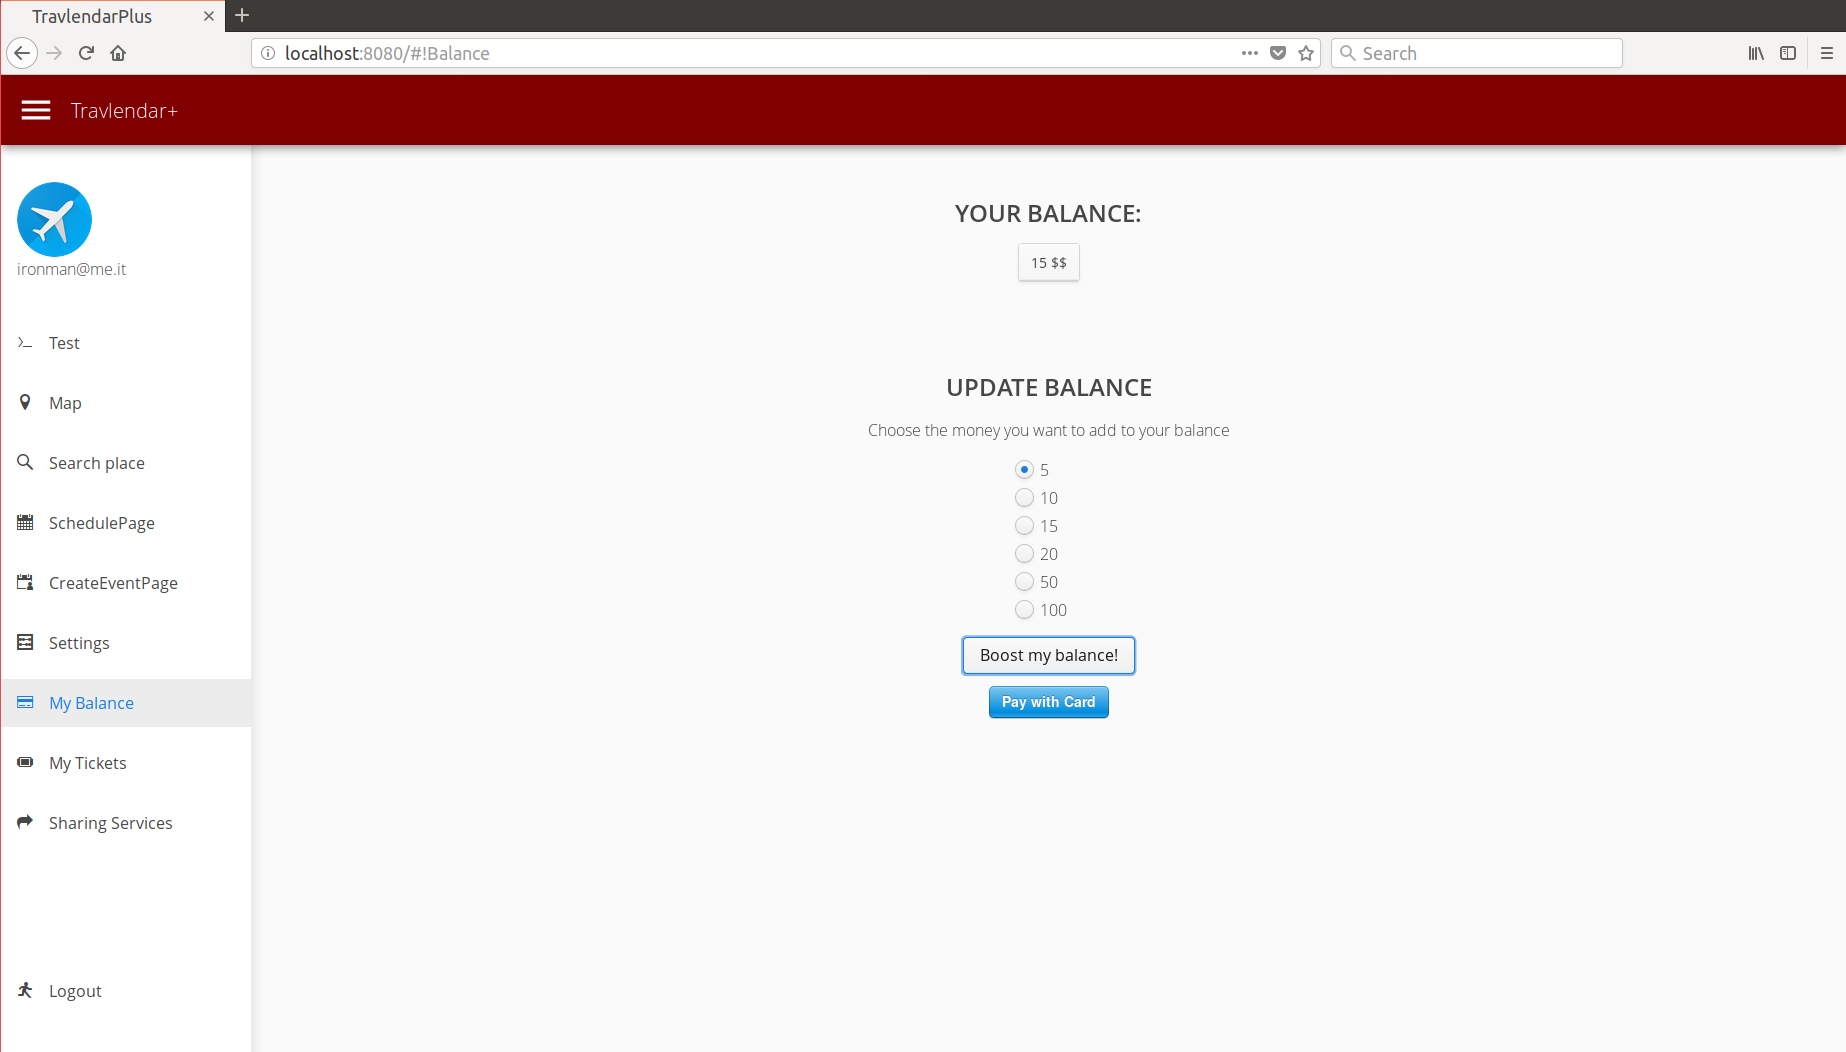 TravlendarPlus
localhost:8080/#!Balance
Search
Travlendar+
ironman@me.it
Test
Map
Search place
SchedulePage
CreateEventPage
Settings
My Balance
My Tickets
Sharing Services
Logout
YOUR BALANCE:
15 $$
UPDATE BALANCE
Choose the money you want to add to your balance
5
10
15
20
50
100
Boost my balance!
Pay with Card